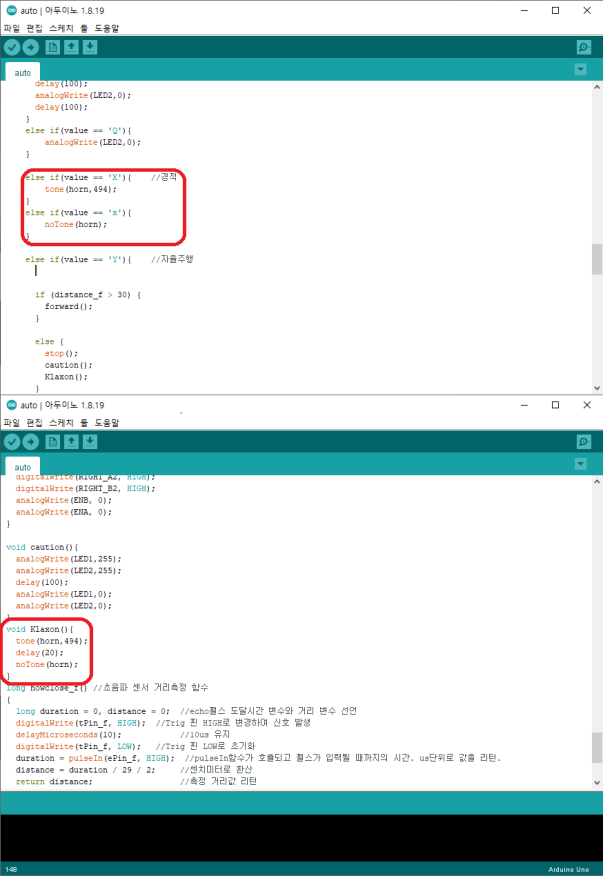 auto | 아두이노 1.8.19
파일 편집 스케치 툴 도움말
auto
delay(100);
analogWrite(LED2,0);
delay(100);
}
else if(value == 'Q'){
analogWrite(LED2,0);
}
else if(value == 'X'){ //경적
tone(horn,494);
}
else if(value == 'x'){
noTone(horn);
}
else if(value == 'Y'){ //자율주행
if (distance_f > 30) {
forward();
}
else {
stop();
caution();
Klaxon();
}
auto | 아두이노 1.8.19
파일 편집 스케치 툴 도움말
auto
digitalWrite(RIGHT_A2, HIGH);
digitalWrite(RIGHT_B2, HIGH);
analogWrite(ENB, 0);
analogWrite(ENA, 0);
}
void caution(){
analogWrite(LED1,255);
analogWrite(LED2,255);
delay(100);
analogWrite(LED1,0);
analogWrite(LED2,0);
}
void Klaxon(){
tone(horn,494);
delay(20);
noTone(horn);
}
long howclose_f() //초음파 센서 거리측정 함수
{
long duration = 0, distance = 0; //echo펄스 도달시간 변수와 거리 변수 선언
digitalWrite(tPin_f, HIGH); //Trig 핀 HIGH로 변경하며 신호 발생
delayMicroseconds(10); //10us 유지
digitalWrite(tPin_f, LOW); //Trig 핀 LOW로 초기화
duration = pulseIn(ePin_f, HIGH); //pulseIn함수가 호출되고 펄스가 입력될 때까지의 시간. us단위로 값를 리턴.
distance = duration / 29 / 2; //센치미터로 환산
return distance; //측정 거리값 리턴
148
Arduino Uno